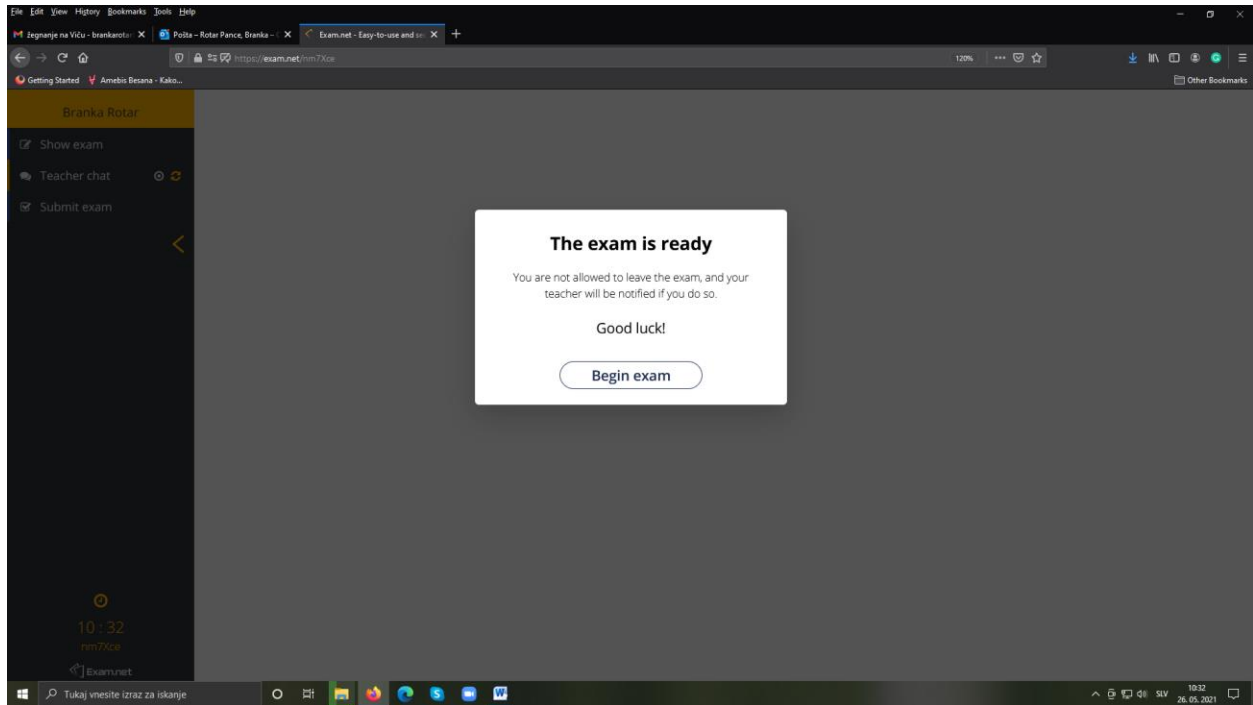 File Edit View History Bookmarks Tools Help
žegnanje na Viču - brankarotar
Pošta – Rotar Pance, Branka –
Exam.net - Easy-to-use and se
https://exam.net/nm7Xce
120%
Getting Started
Amebis Besana - Kako...
Other Bookmarks
Branka Rotar
Show exam
Teacher chat
Submit exam
The exam is ready
You are not allowed to leave the exam, and your
teacher will be notified if you do so.
Good luck!
Begin exam
10 : 32
nm7Xce
Exam.net
Tukaj vnesite izraz za iskanje
SLV
10:32
26. 05. 2021